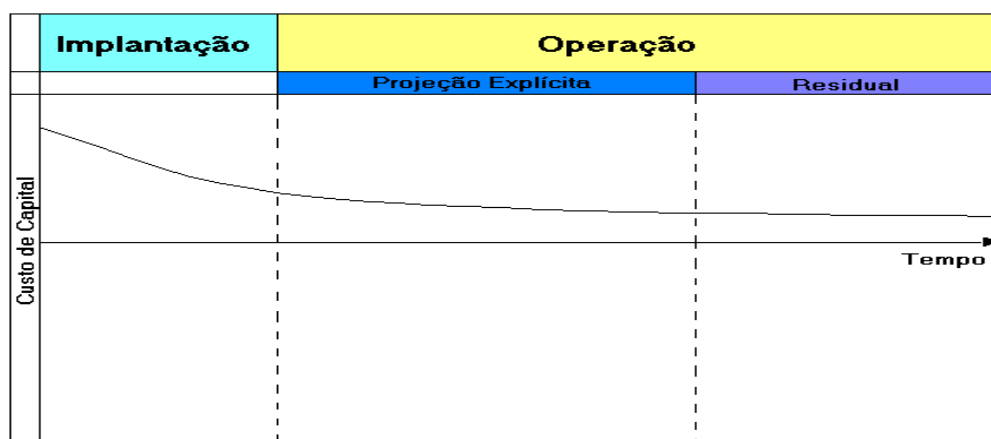 Implantação
Operação
Projeção Explícita
Residual
Custo de Capital
Tempo